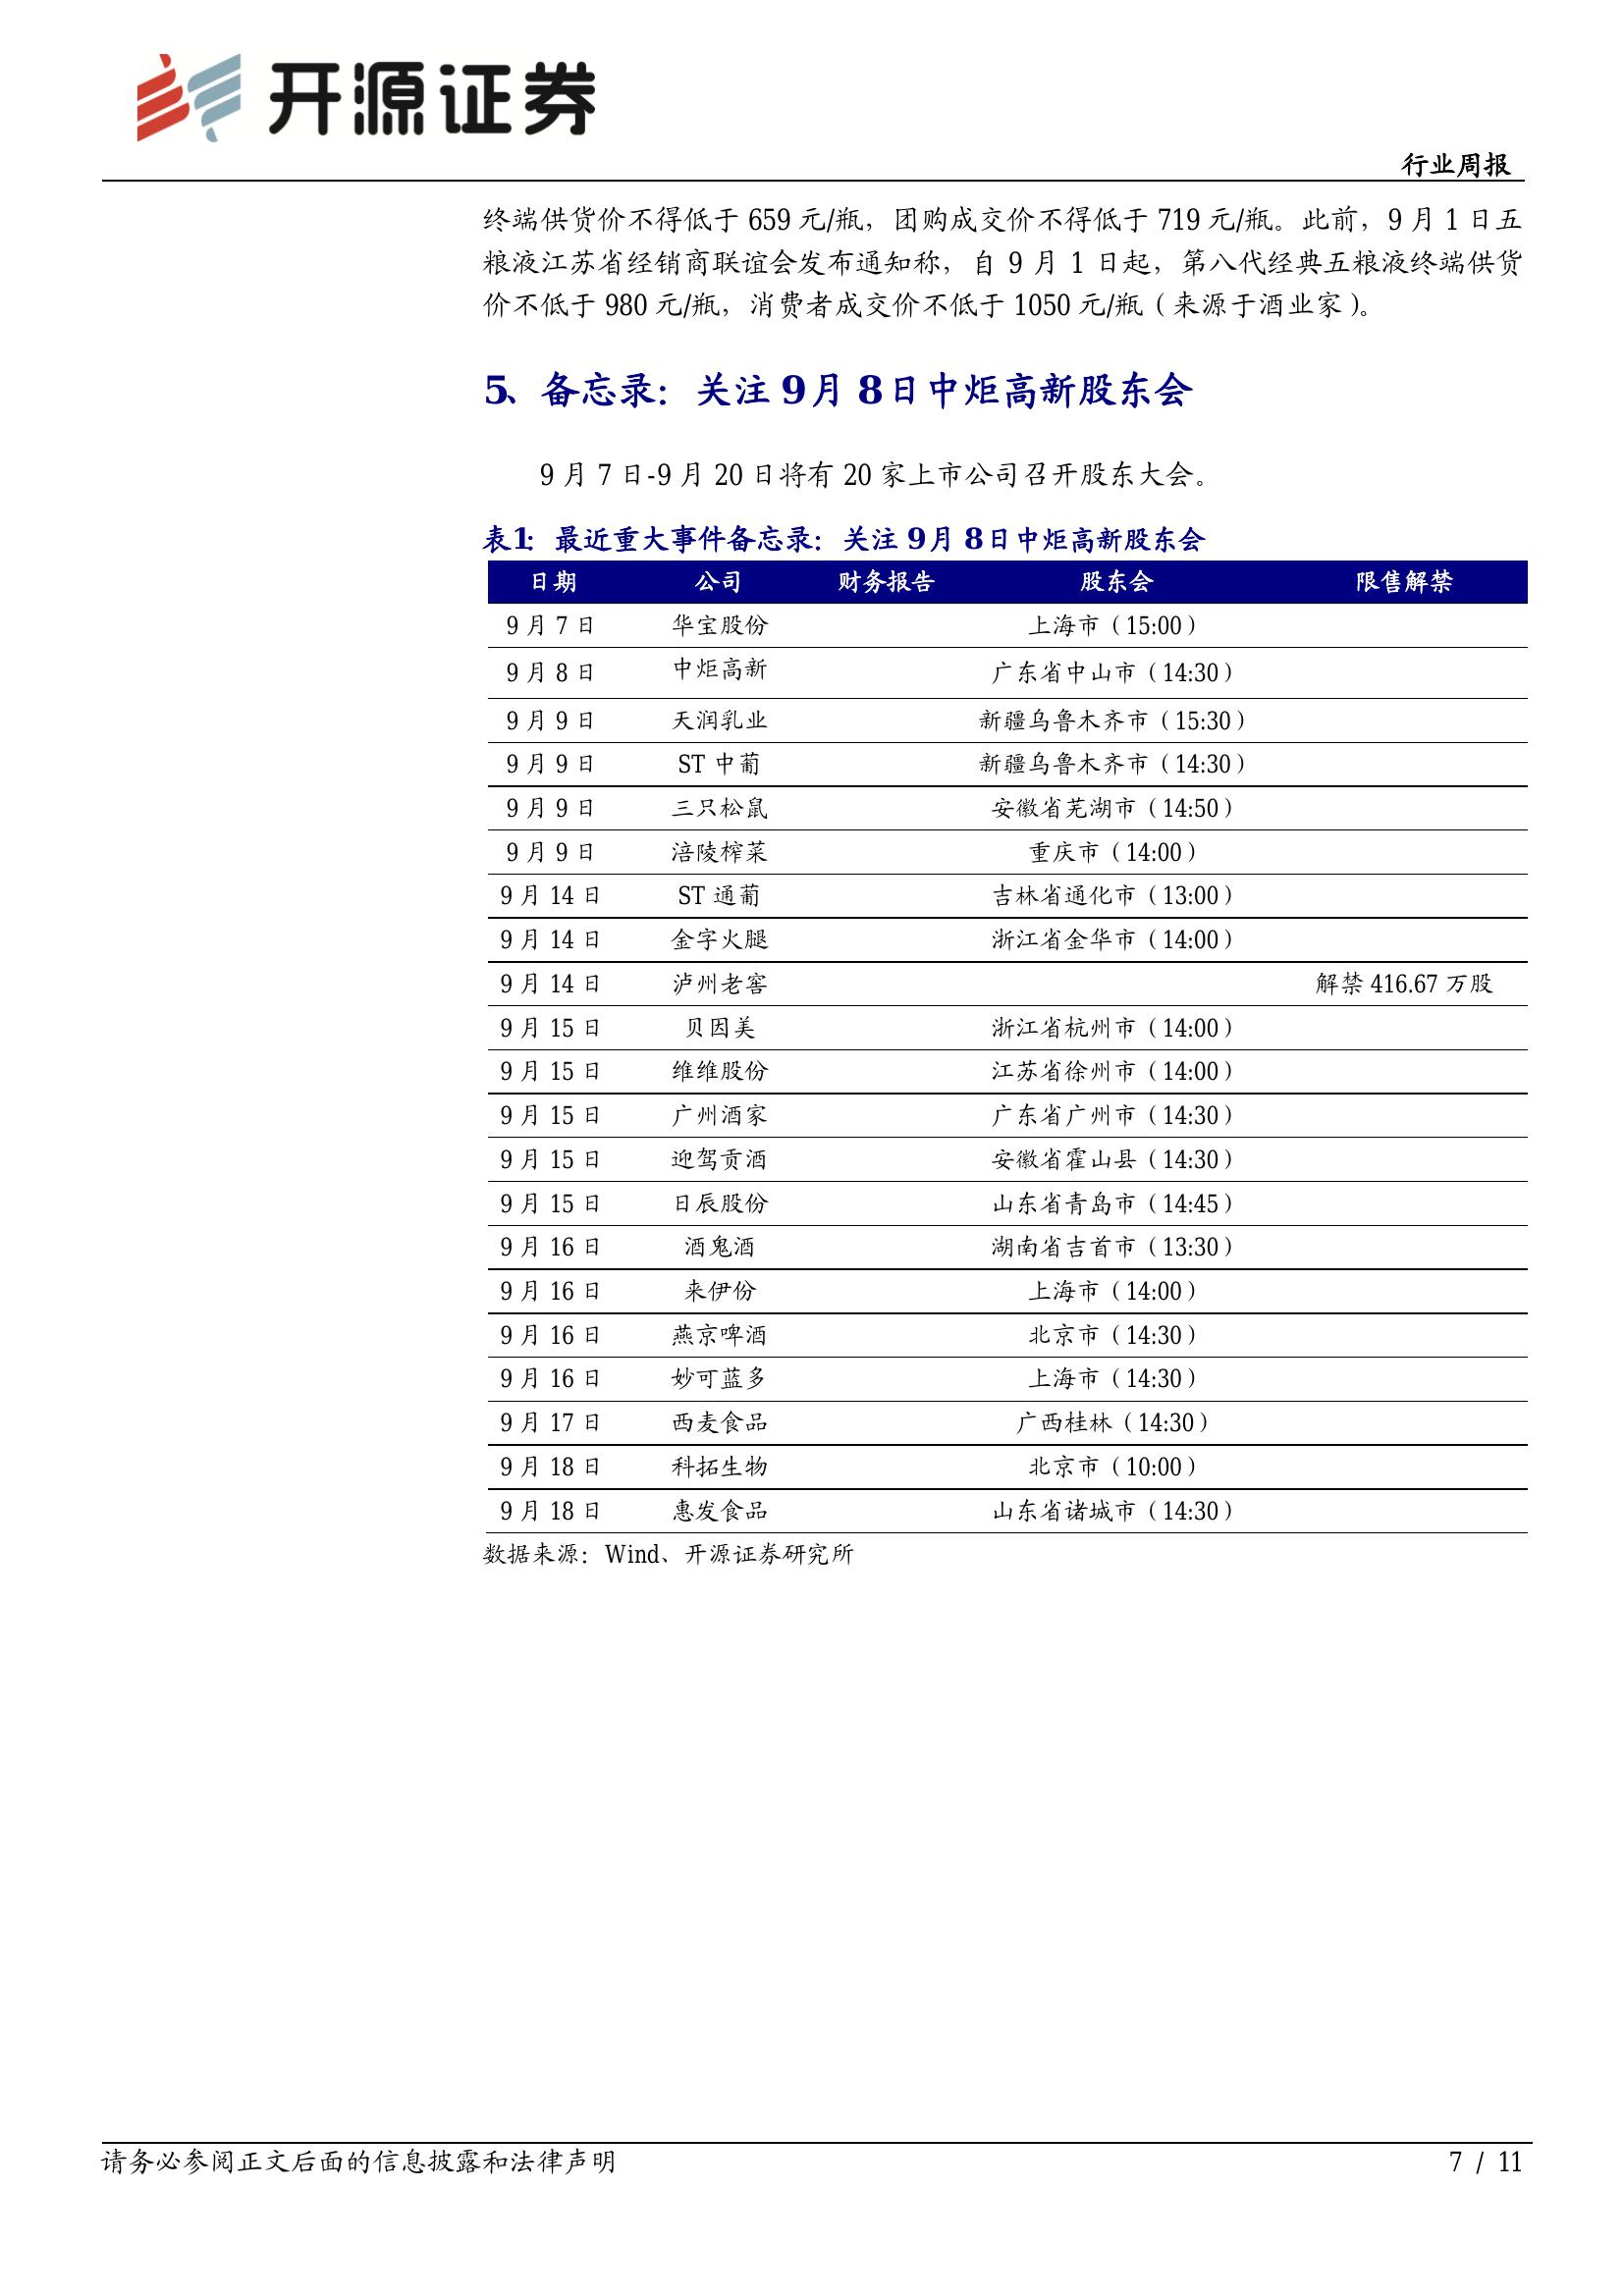 开源证券
行业周报
终端供货价不得低于 659 元/瓶，团购成交价不得低于 719 元/瓶。此前，9 月 1 日五
粮液江苏省经销商联谊会发布通知称，自 9 月 1 日起，第八代经典五粮液终端供货
价不低于 980 元/瓶，消费者成交价不低于 1050 元/瓶（来源于酒业家）。
5、备忘录：关注 9月 8日中炬高新股东会
9 月 7 日-9 月 20 日将有 20 家上市公司召开股东大会。
表1：最近重大事件备忘录：关注 9月 8日中炬高新股东会
日期 公司 财务报告 股东会 限售解禁
9 月 7 日 华宝股份 上海市（15:00）
9 月 8 日 中炬高新 广东省中山市（14:30）
9 月 9 日 天润乳业 新疆乌鲁木齐市（15:30）
9 月 9 日 ST 中葡 新疆乌鲁木齐市（14:30）
9 月 9 日 三只松鼠 安徽省芜湖市（14:50）
9 月 9 日 涪陵榨菜 重庆市（14:00）
9 月 14 日 ST 通葡 吉林省通化市（13:00）
9 月 14 日 金字火腿 浙江省金华市（14:00）
9 月 14 日 泸州老窖 解禁 416.67 万股
9 月 15 日 贝因美 浙江省杭州市（14:00）
9 月 15 日 维维股份 江苏省徐州市（14:00）
9 月 15 日 广州酒家 广东省广州市（14:30）
9 月 15 日 迎驾贡酒 安徽省霍山县（14:30）
9 月 15 日 日辰股份 山东省青岛市（14:45）
9 月 16 日 酒鬼酒 湖南省吉首市（13:30）
9 月 16 日 来伊份 上海市（14:00）
9 月 16 日 燕京啤酒 北京市（14:30）
9 月 16 日 妙可蓝多 上海市（14:30）
9 月 17 日 西麦食品 广西桂林（14:30）
9 月 18 日 科拓生物 北京市（10:00）
9 月 18 日 惠发食品 山东省诸城市（14:30）
数据来源：Wind、开源证券研究所
请务必参阅正文后面的信息披露和法律声明 7 / 11